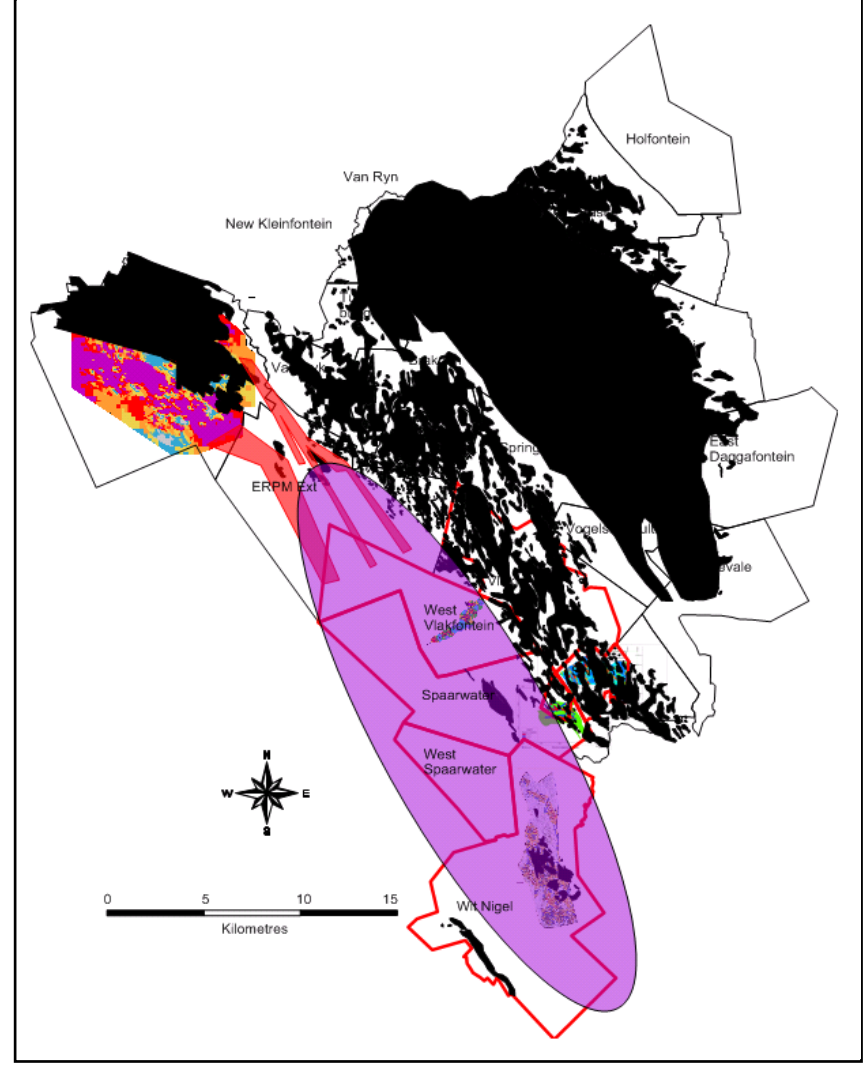 Holfontein
Van Ryn
New Kleinfontein
East
Daggafontein
ERPM Ext
West
Vlakfontein
Spaarwater
West
Spaarwater
N
W
E
S
0
5
10
15
Kilometres
Wit Nigel